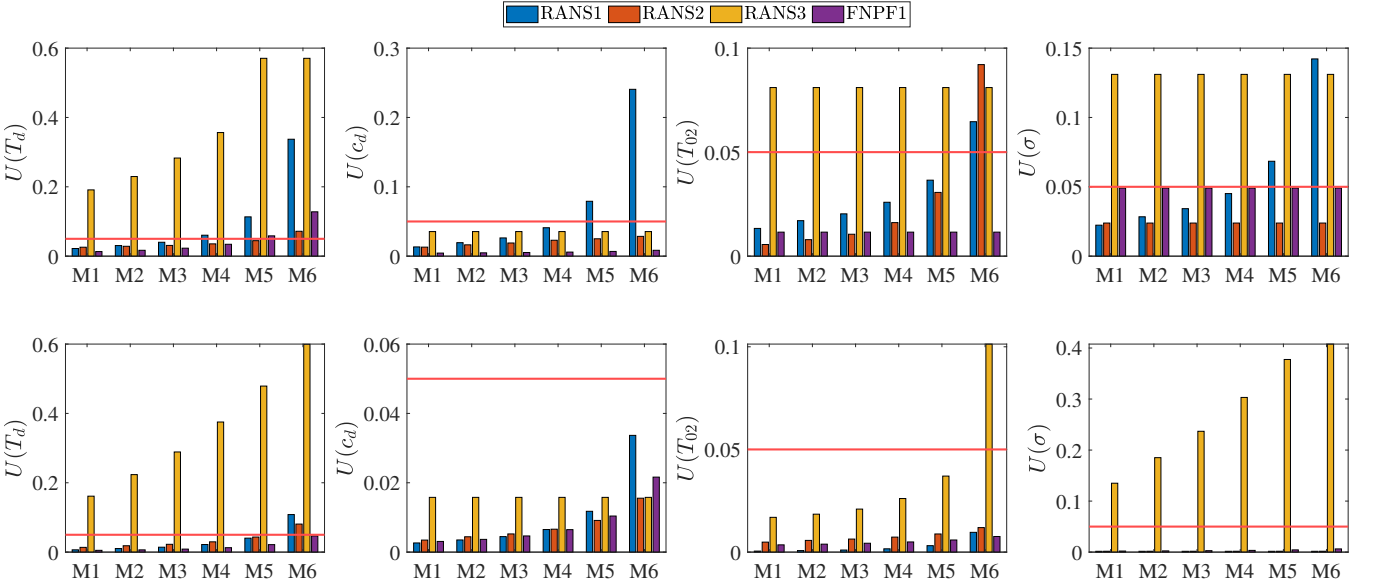 RANS1 RANS2 RANS3 FNPF1
0.6 0.4 0.2 0
U(T_d)
M1 M2 M3 M4 M5 M6
0.3 0.2 0.1 0
U(c_d)
M1 M2 M3 M4 M5 M6
0.1 0.05 0
U(T_02)
M1 M2 M3 M4 M5 M6
0.15 0.1 0.05 0
U(σ)
M1 M2 M3 M4 M5 M6
0.6 0.4 0.2 0
U(T_d)
M1 M2 M3 M4 M5 M6
0.06 0.04 0.02 0
U(c_d)
M1 M2 M3 M4 M5 M6
0.1 0.05 0
U(T_02)
M1 M2 M3 M4 M5 M6
0.4 0.3 0.2 0.1 0
U(σ)
M1 M2 M3 M4 M5 M6